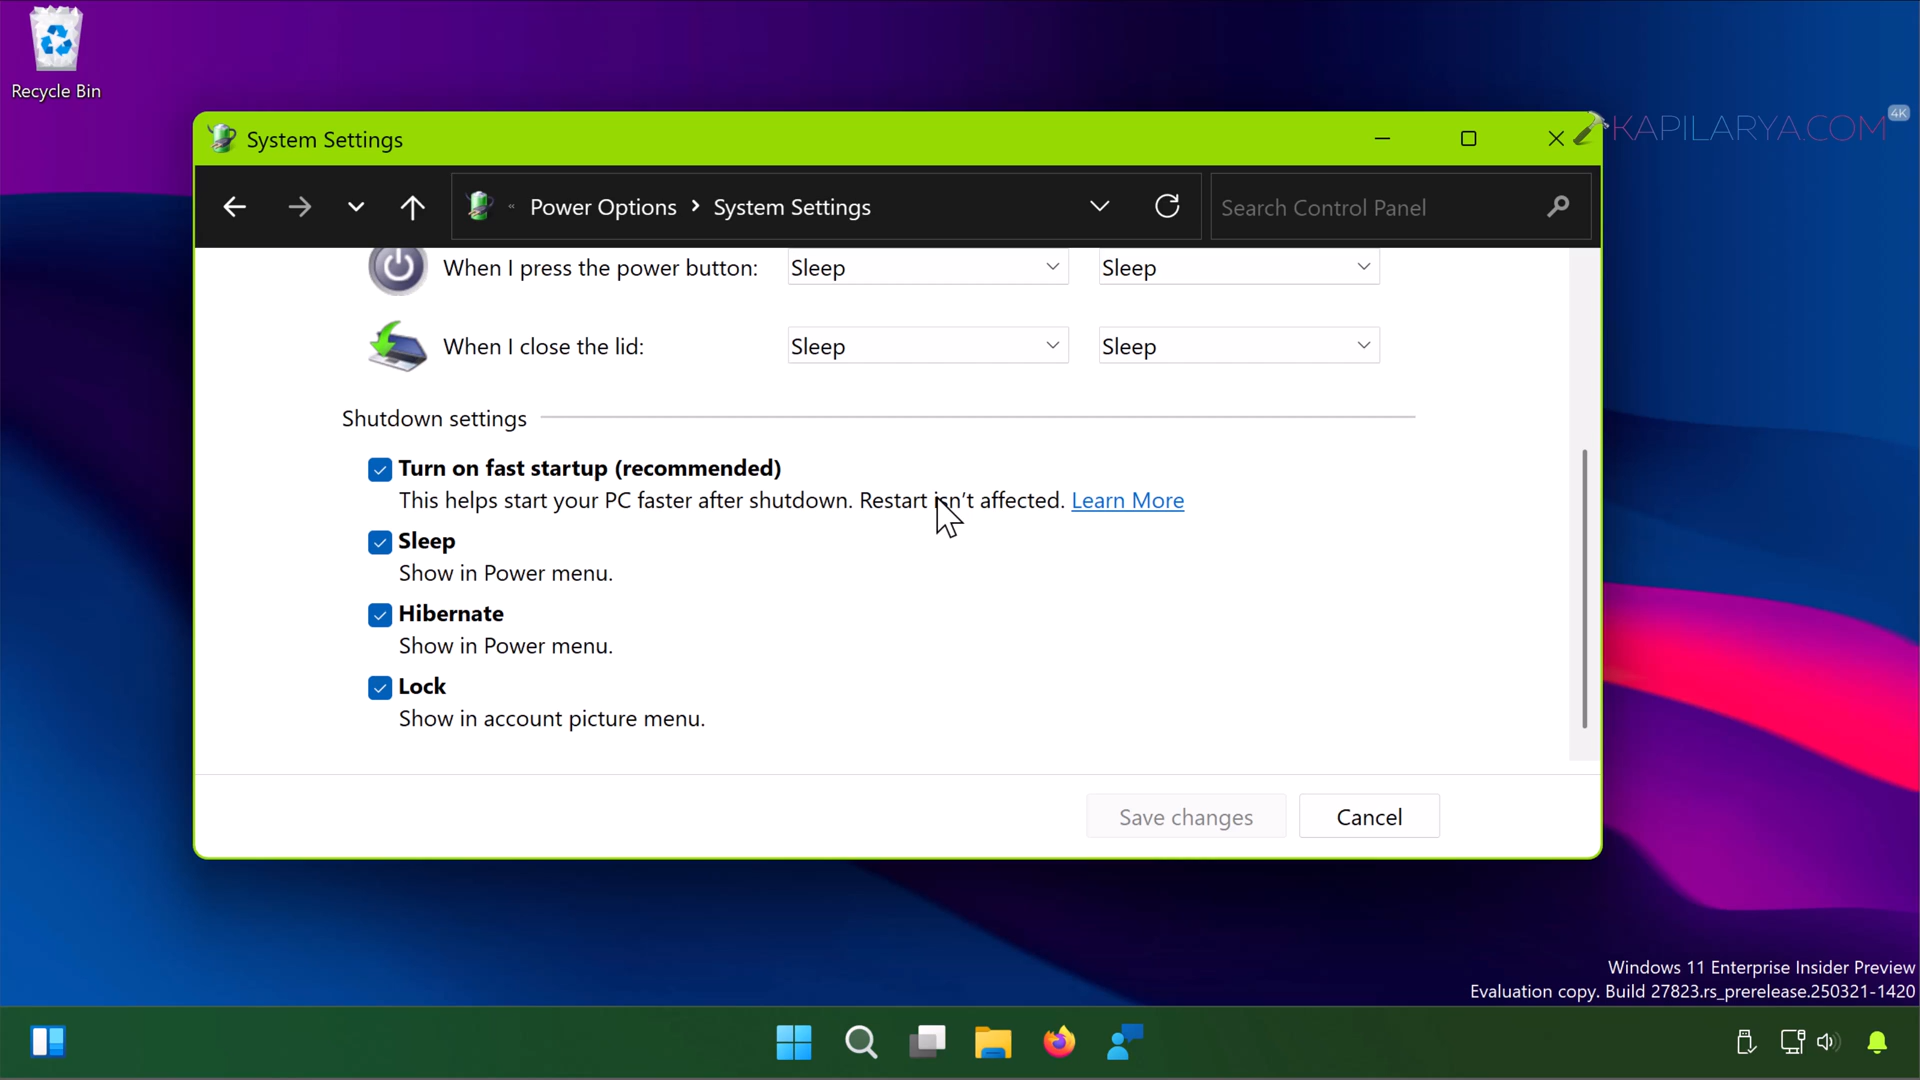 Recycle Bin
KAPILARYA.COM
4K
System Settings
« Power Options > System Settings
Search Control Panel
When I press the power button: Sleep Sleep
When I close the lid: Sleep Sleep
Shutdown settings
Turn on fast startup (recommended)
This helps start your PC faster after shutdown. Restart isn't affected. Learn More
Sleep
Show in Power menu.
Hibernate
Show in Power menu.
Lock
Show in account picture menu.
Save changes Cancel
Windows 11 Enterprise Insider Preview
Evaluation copy. Build 27823.rs_prerelease.250321-1420